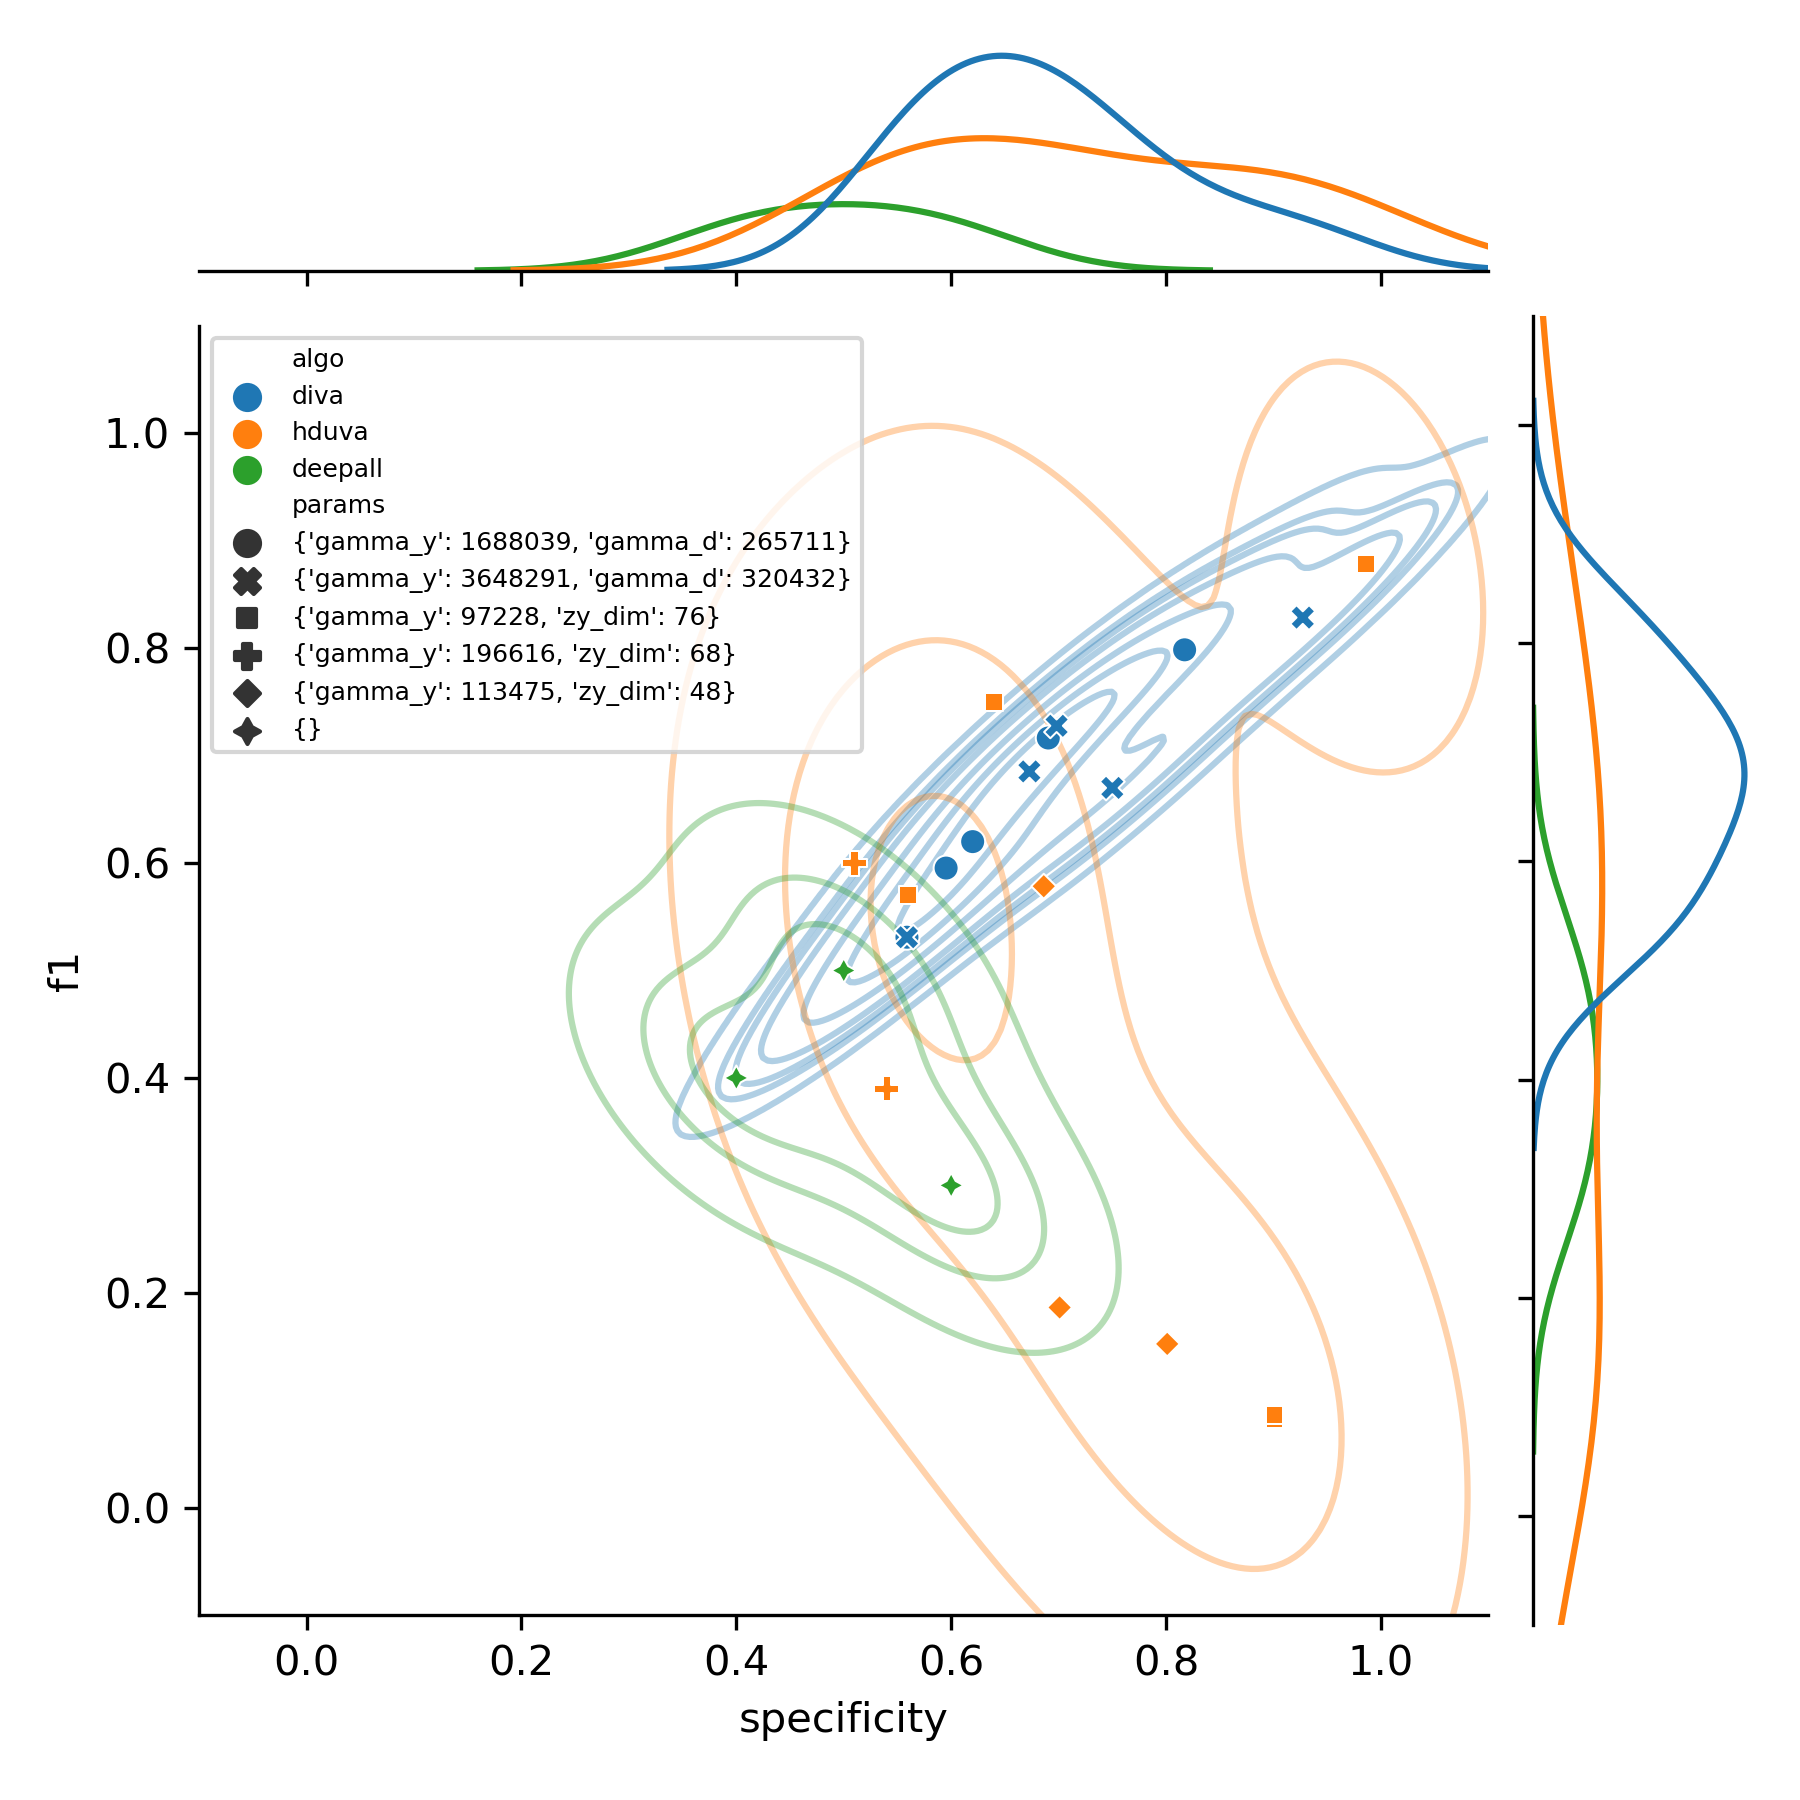 algo
diva
hduva
deepall
params
{'gamma_y': 1688039, 'gamma_d': 265711}
{'gamma_y': 3648291, 'gamma_d': 320432}
{'gamma_y': 97228, 'zy_dim': 76}
{'gamma_y': 196616, 'zy_dim': 68}
{'gamma_y': 113475, 'zy_dim': 48}
{}
1.0
0.8
0.6
0.4
0.2
0.0
f1
0.0 0.2 0.4 0.6 0.8 1.0
specificity